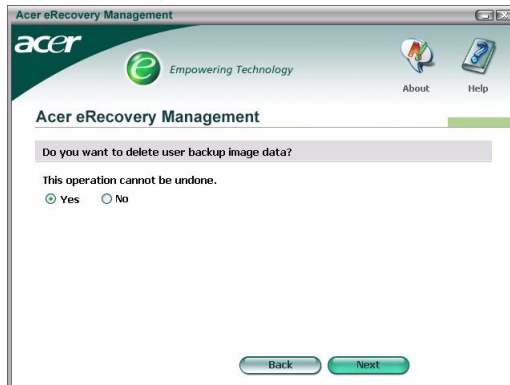 Acer eRecovery Management
acer
e Empowering Technology
About
Help
Acer eRecovery Management
Do you want to delete user backup image data?
This operation cannot be undone.
Yes No
Back Next